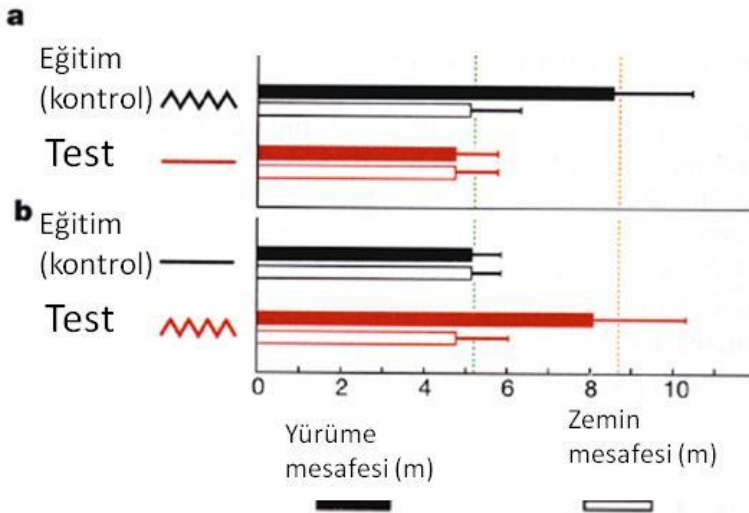 a
Eğitim
(kontrol)
Test
b
Eğitim
(kontrol)
Test
0 2 4 6 8 10
Yürüme
mesafesi (m)
Zemin
mesafesi (m)